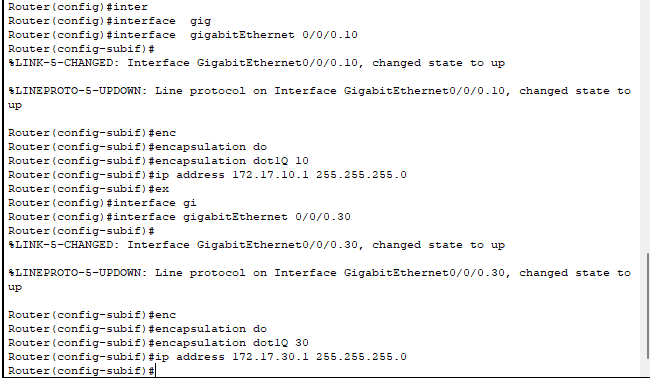 Router(config)#inter
Router(config)#interface  gig
Router(config)#interface  gigabitEthernet 0/0/0.10
Router(config-subif)#
%LINK-5-CHANGED: Interface GigabitEthernet0/0/0.10, changed state to up
%LINEPROTO-5-UPDOWN: Line protocol on Interface GigabitEthernet0/0/0.10, changed state to
up
Router(config-subif)#enc
Router(config-subif)#encapsulation do
Router(config-subif)#encapsulation dot1Q 10
Router(config-subif)#ip address 172.17.10.1 255.255.255.0
Router(config-subif)#ex
Router(config)#interface gi
Router(config)#interface gigabitEthernet 0/0/0.30
Router(config-subif)#
%LINK-5-CHANGED: Interface GigabitEthernet0/0/0.30, changed state to up
%LINEPROTO-5-UPDOWN: Line protocol on Interface GigabitEthernet0/0/0.30, changed state to
up
Router(config-subif)#enc
Router(config-subif)#encapsulation do
Router(config-subif)#encapsulation dot1Q 30
Router(config-subif)#ip address 172.17.30.1 255.255.255.0
Router(config-subif)#